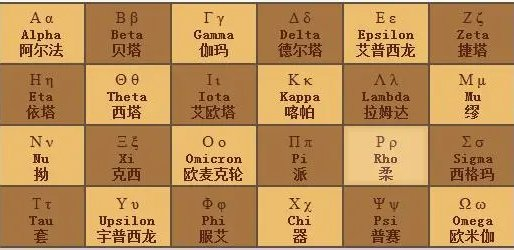 Α α Β β Γ γ Δ δ Ε ε Ζ ζ
Alpha Beta Gamma Delta Epsilon Zeta
阿尔法 贝塔 伽玛 德尔塔 艾普西龙 捷塔
Η η Θ θ Ι ι Κ κ Λ λ Μ μ
Eta Theta Iota Kappa Lambda Mu
依塔 西塔 艾欧塔 喀帕 拉姆达 缪
Ν ν Ξ ξ Ο ο Π π Ρ ρ Σ σ
Nu Xi Omicron Pi Rho Sigma
拗 克西 欧麦克轮 派 柔 西格玛
Τ τ Υ υ Φ φ Χ χ Ψ ψ Ω ω
Tau Upsilon Phi Chi Psi Omega
套 宇普西龙 服艾 器 普赛 欧米伽